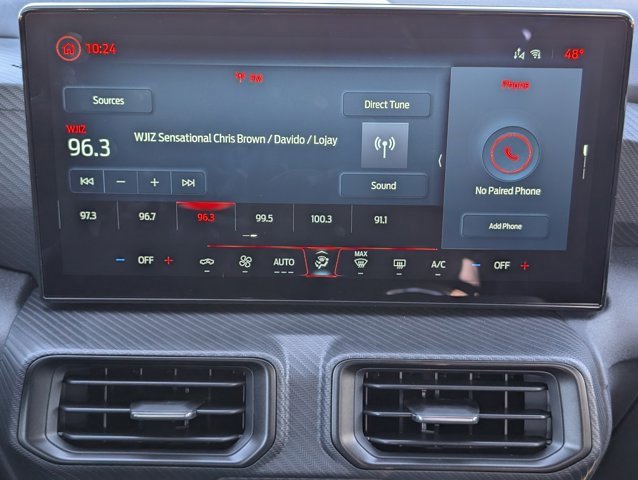 10:24
48°
FM
Phone
Sources
Direct Tune
WJIZ
96.3
WJIZ Sensational Chris Brown / Davido / Lojay
Sound
No Paired Phone
Add Phone
97.3 96.7 96.3 99.5 100.3 91.1
OFF AUTO MAX A/C OFF